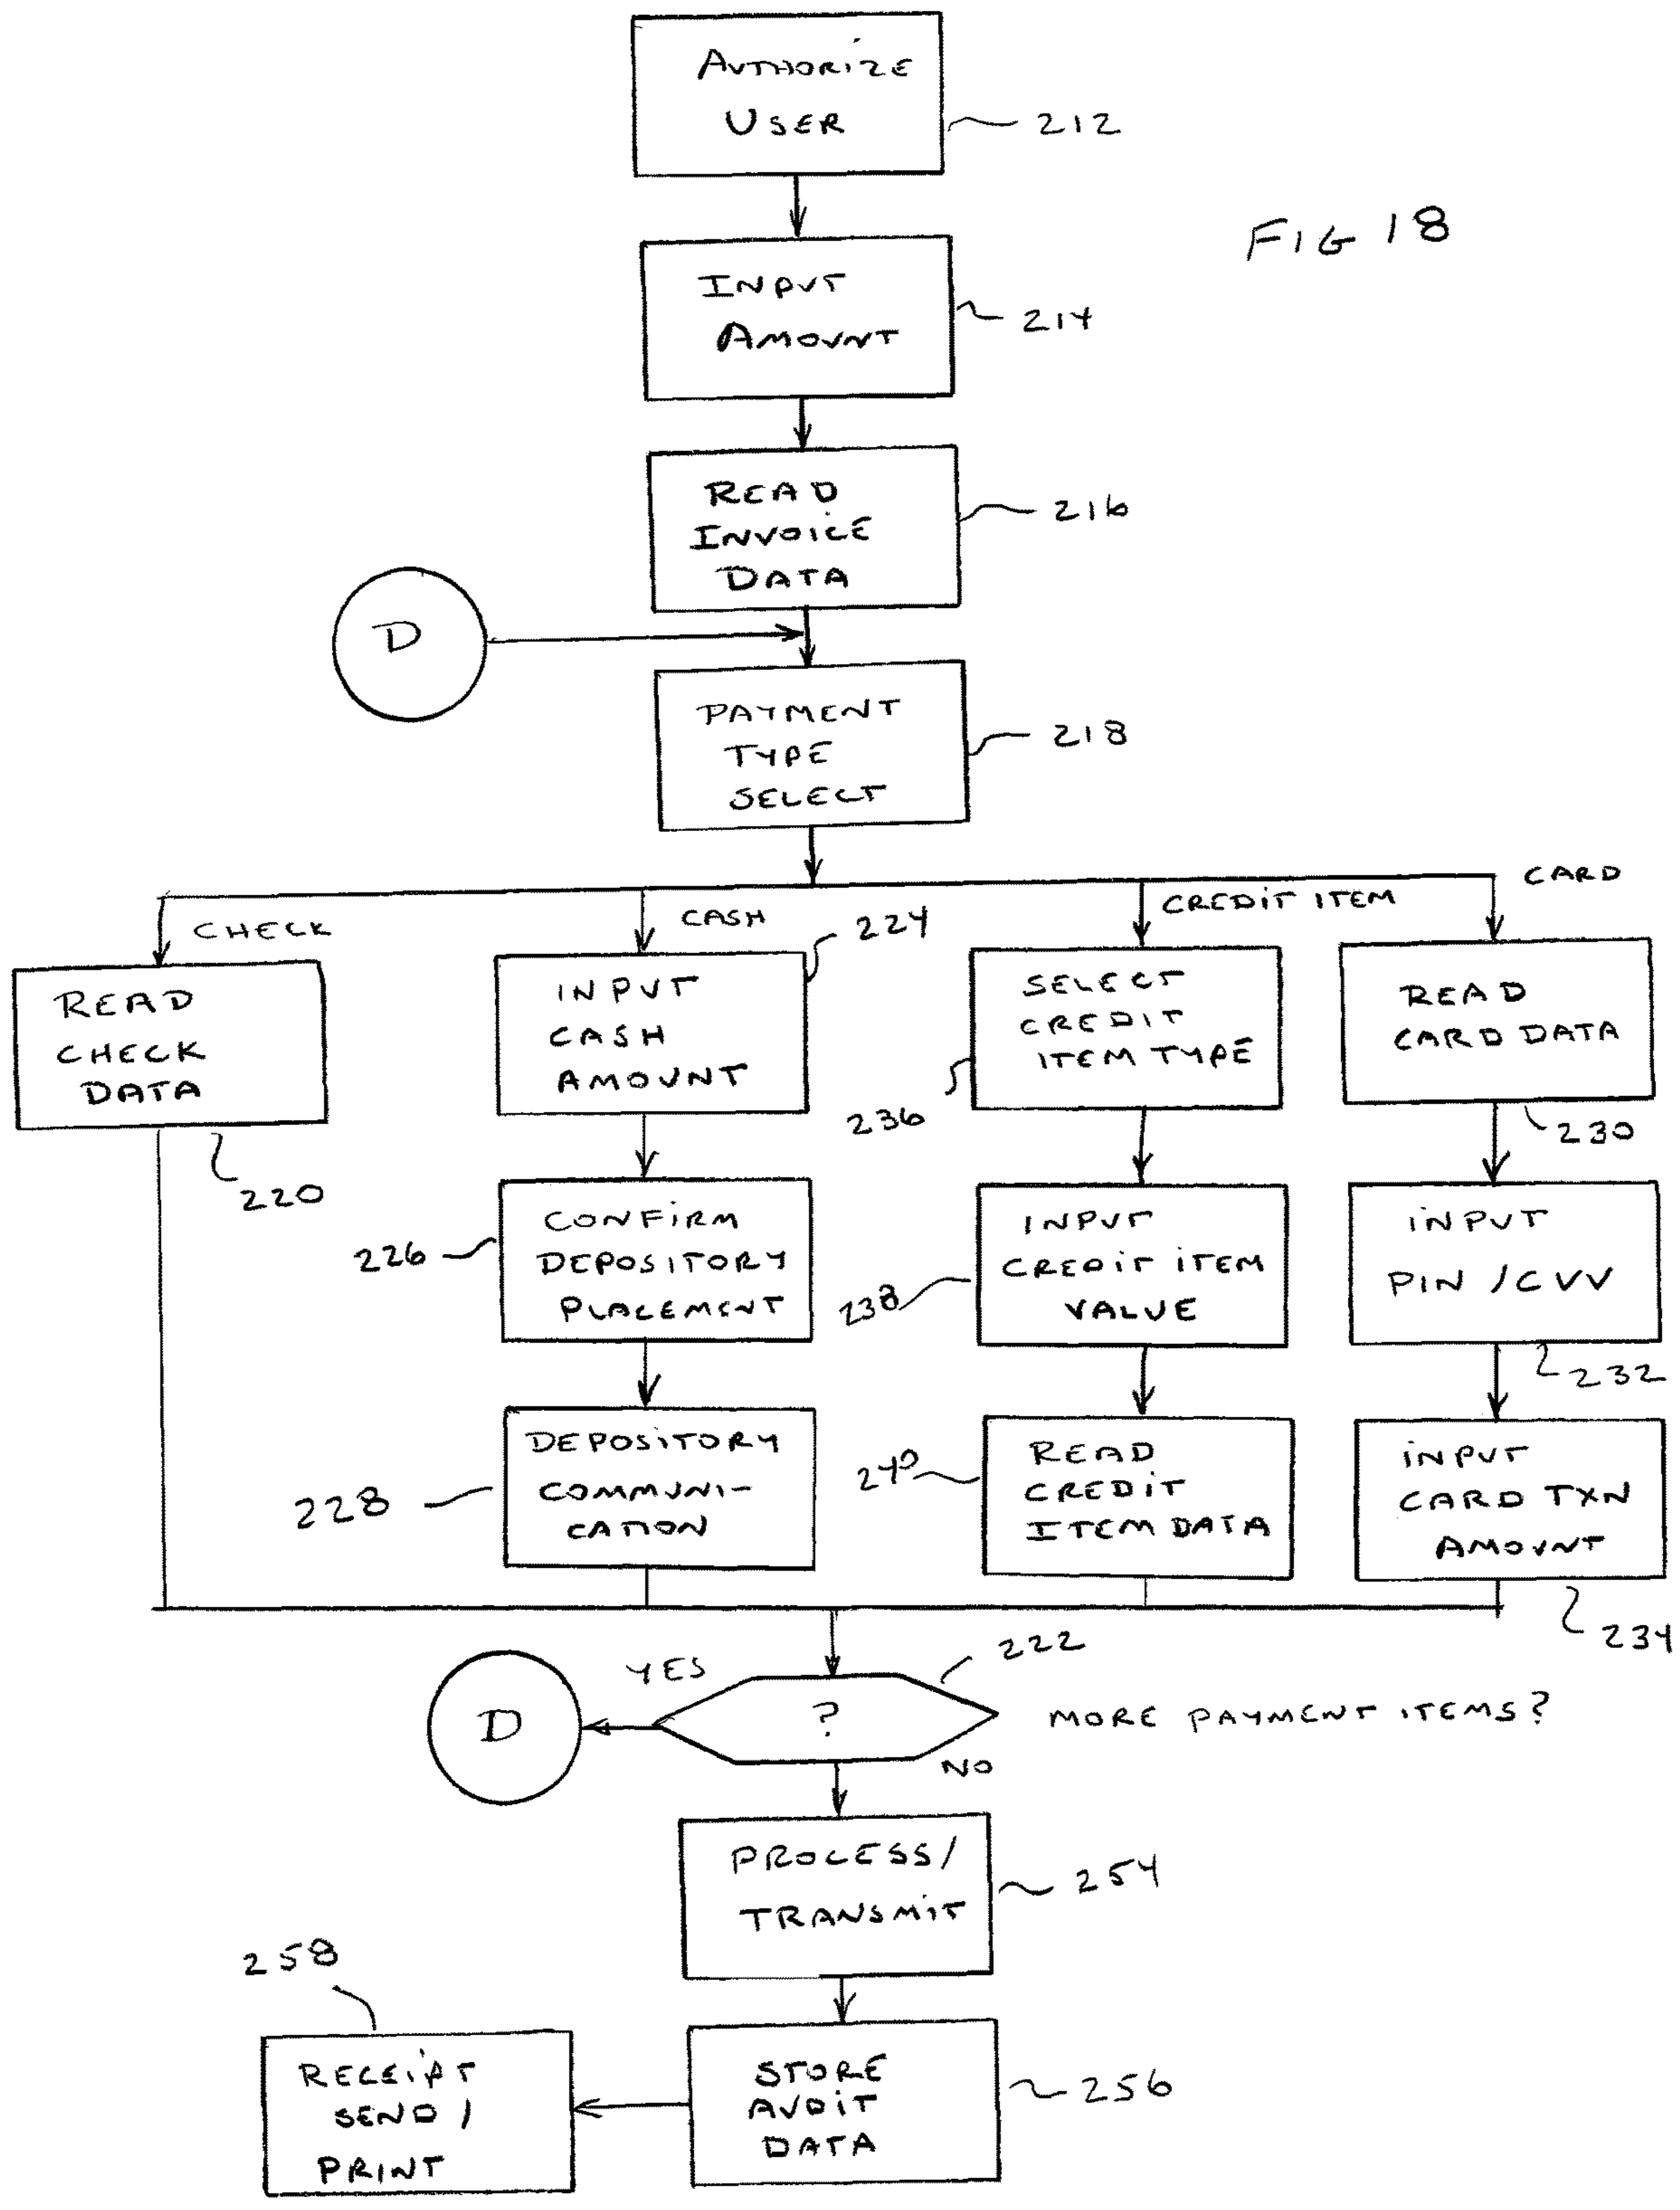 AUTHORIZE
USER
212
FIG 18
INPUT
AMOUNT
214
READ
INVOICE
DATA
216
D
PAYMENT
TYPE
SELECT
218
CHECK
CASH
CREDIT ITEM
CARD
READ
CHECK
DATA
220
INPUT
CASH
AMOUNT
224
SELECT
CREDIT
ITEM TYPE
236
READ
CARD DATA
230
CONFIRM
DEPOSITORY
PLACEMENT
226
INPUT
CREDIT ITEM
VALUE
238
INPUT
PIN / CVV
232
DEPOSITORY
COMMUNI-
CATION
228
READ
CREDIT
ITEM DATA
240
INPUT
CARD TXN
AMOUNT
234
222
YES
D
?
MORE PAYMENT ITEMS?
NO
PROCESS/
TRANSMIT
254
258
RECEIPT
SEND /
PRINT
STORE
AUDIT
DATA
256